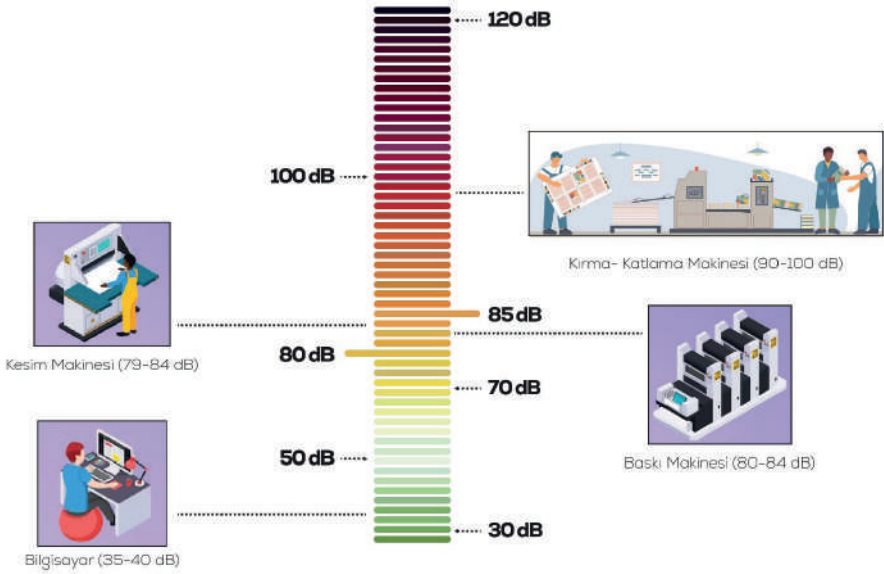 120 dB
100 dB
Kırma- Katlama Makinesi (90-100 dB)
85 dB
80 dB
Kesim Makinesi (79-84 dB)
70 dB
50 dB
Baskı Makinesi (80-84 dB)
30 dB
Bilgisayar (35-40 dB)